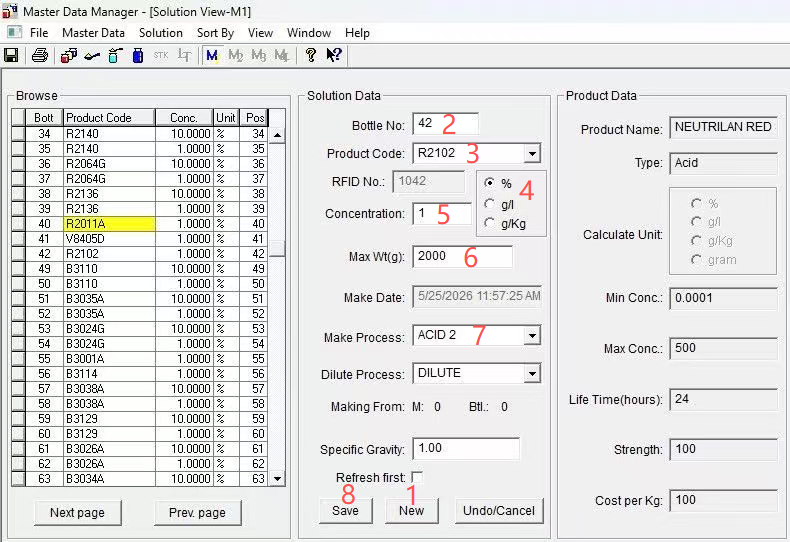 Master Data Manager - [Solution View-M1]
File Master Data Solution Sort By View Window Help
STK LT M M₂ M₃ M₄ ? ?
Browse
Bott Product Code Conc. Unit Pos
34 R2140 10.0000 % 34
35 R2140 1.0000 % 35
36 R2064G 10.0000 % 36
37 R2064G 1.0000 % 37
38 R2136 10.0000 % 38
39 R2136 1.0000 % 39
40 R2011A 1.0000 % 40
41 V8405D 1.0000 % 41
42 R2102 1.0000 % 42
49 B3110 10.0000 % 49
50 B3110 1.0000 % 50
51 B3035A 10.0000 % 51
52 B3035A 1.0000 % 52
53 B3024G 10.0000 % 53
54 B3024G 1.0000 % 54
55 B3001A 1.0000 % 55
56 B3114 1.0000 % 56
57 B3038A 10.0000 % 57
58 B3038A 1.0000 % 58
59 B3129 10.0000 % 59
60 B3129 1.0000 % 60
61 B3026A 10.0000 % 61
62 B3026A 1.0000 % 62
63 B3034A 10.0000 % 63
Next page Prev. page
Solution Data
Bottle No: 42 2
Product Code: R2102 3
RFID No.: 1042
% 4
g/l
g/Kg
Concentration: 1 5
Max Wt(g): 2000 6
Make Date: 5/25/2026 11:57:25 AM
Make Process: ACID 2 7
Dilute Process: DILUTE
Making From: M: 0 Btl.: 0
Specific Gravity: 1.00
Refresh first:
8 1
Save New Undo/Cancel
Product Data
Product Name: NEUTRILAN RED
Type: Acid
Calculate Unit:
%
g/l
g/Kg
gram
Min Conc.: 0.0001
Max Conc.: 500
Life Time(hours): 24
Strength: 100
Cost per Kg: 100